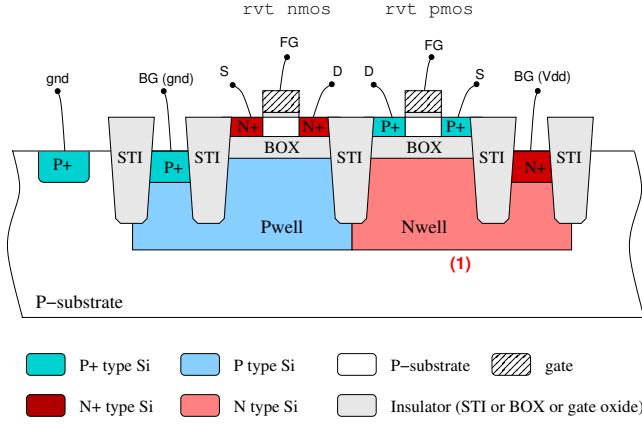 rvt nmos rvt pmos
FG FG
gnd BG (gnd) S D D S BG (Vdd)
N+ N+ P+ P+
P+ STI P+ STI BOX STI BOX STI N+ STI
Pwell Nwell
(1)
P−substrate
P+ type Si P type Si P−substrate gate
N+ type Si N type Si Insulator (STI or BOX or gate oxide)